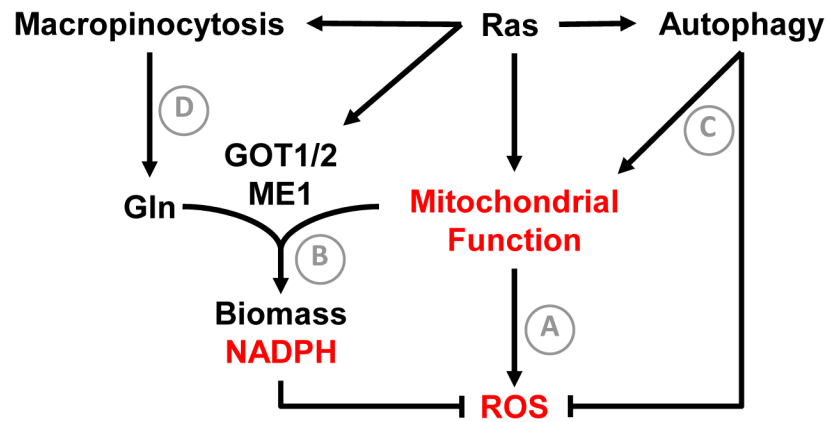 Macropinocytosis
Ras
Autophagy
D
C
GOT1/2
ME1
Gln
Mitochondrial
Function
B
A
Biomass
NADPH
ROS